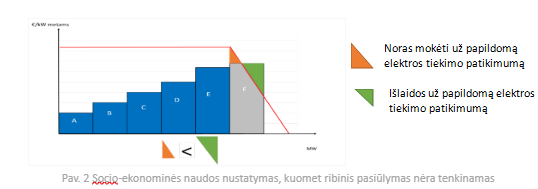 €/kW metams
A
B
C
D
E
F
<
MW
Noras mokėti už papildomą
elektros tiekimo patikimumą
Išlaidos už papildomą elektros
tiekimo patikimumą
Pav. 2 Socio-ekonominės naudos nustatymas, kuomet ribinis pasiūlymas nėra tenkinamas